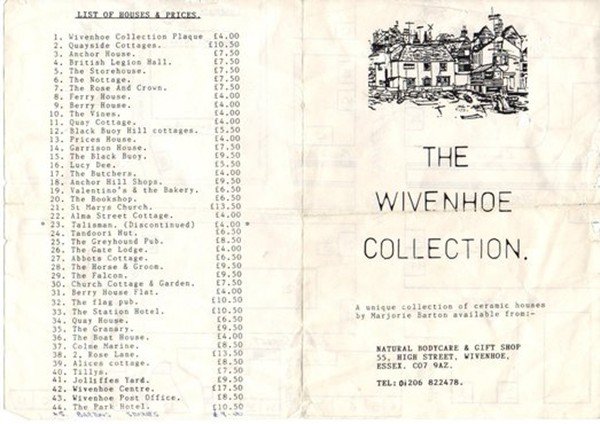 LIST OF HOUSES & PRICES.
1. Wivenhoe Collection Plaque £4.00
2. Quayside Cottages. £10.50
3. Anchor House. £7.50
4. British Legion Hall. £7.50
5. The Storehouse. £7.50
6. The Nottage. £7.50
7. The Rose And Crown. £7.50
8. Ferry House. £4.00
9. Berry House. £4.00
10. The Vines. £4.00
11. Quay Cottage. £4.00
12. Black Buoy Hill cottages. £5.50
13. Prices House. £4.00
14. Garrison House. £7.50
15. The Black Buoy. £9.50
16. Lucy Dee. £5.50
17. The Butchers. £4.00
18. Anchor Hill Shops. £9.50
19. Valentino's & the Bakery. £6.50
20. The Bookshop. £6.50
21. St Marys Church. £13.50
22. Alma Street Cottage. £4.00
* 23. Talisman. (Discontinued) £4.00 *
24. Tandoori Hut. £6.50
25. The Greyhound Pub. £8.50
26. The Gate Lodge. £4.00
27. Abbots Cottage. £6.50
28. The Horse & Groom. £9.50
29. The Falcon. £9.50
30. Church Cottage & Garden. £7.50
31. Berry House Flat. £4.00
32. The flag pub. £10.50
33. The Station Hotel. £10.50
34. Quay House. £6.50
35. The Granary. £9.50
36. The Boat House. £4.00
37. Colne Marine. £8.50
38. 2, Rose Lane. £13.50
39. Alices cottage. £8.50
40. Tillys. £7.50
41. Jolliffes Yard. £9.50
42. Wivenhoe Centre. £17.50
43. Wivenhoe Post Office. £8.50
44. The Park Hotel. £10.50
45.
THE
WIVENHOE
COLLECTION.
A unique collection of ceramic houses
by Marjorie Barton available from:-
NATURAL BODYCARE & GIFT SHOP
55, HIGH STREET, WIVENHOE,
ESSEX. CO7 9AZ.
TEL: 0206 822478.